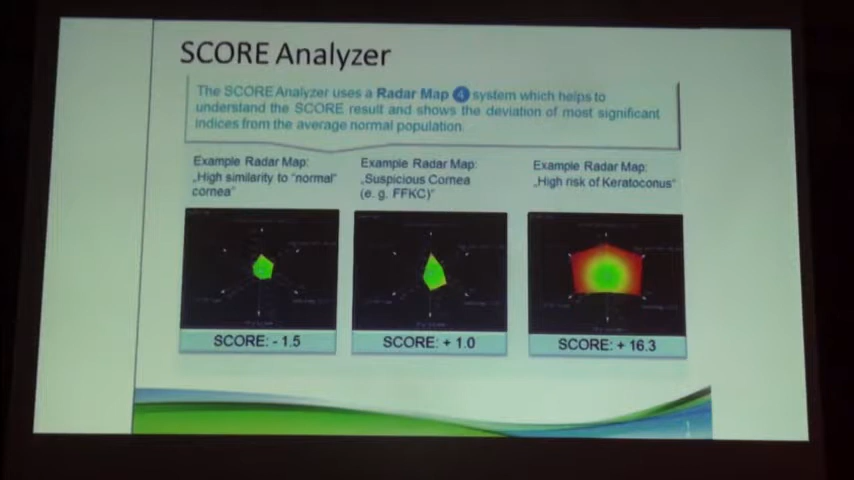 SCORE Analyzer
The SCORE Analyzer uses a Radar Map 4 system which helps to
understand the SCORE result and shows the deviation of most significant
indices from the average normal population.
Example Radar Map:
„High similarity to "normal"
cornea"
Example Radar Map:
„Suspicious Cornea
(e. g. FFKC)"
Example Radar Map:
„High risk of Keratoconus"
SCORE: - 1.5
SCORE: + 1.0
SCORE: + 16.3